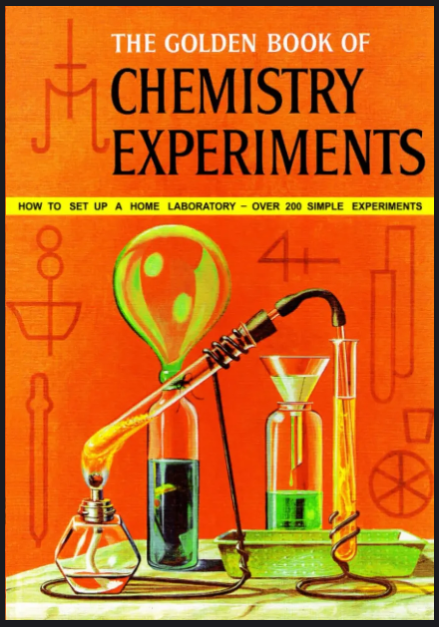 THE GOLDEN BOOK OF
CHEMISTRY
EXPERIMENTS
HOW TO SET UP A HOME LABORATORY – OVER 200 SIMPLE EXPERIMENTS